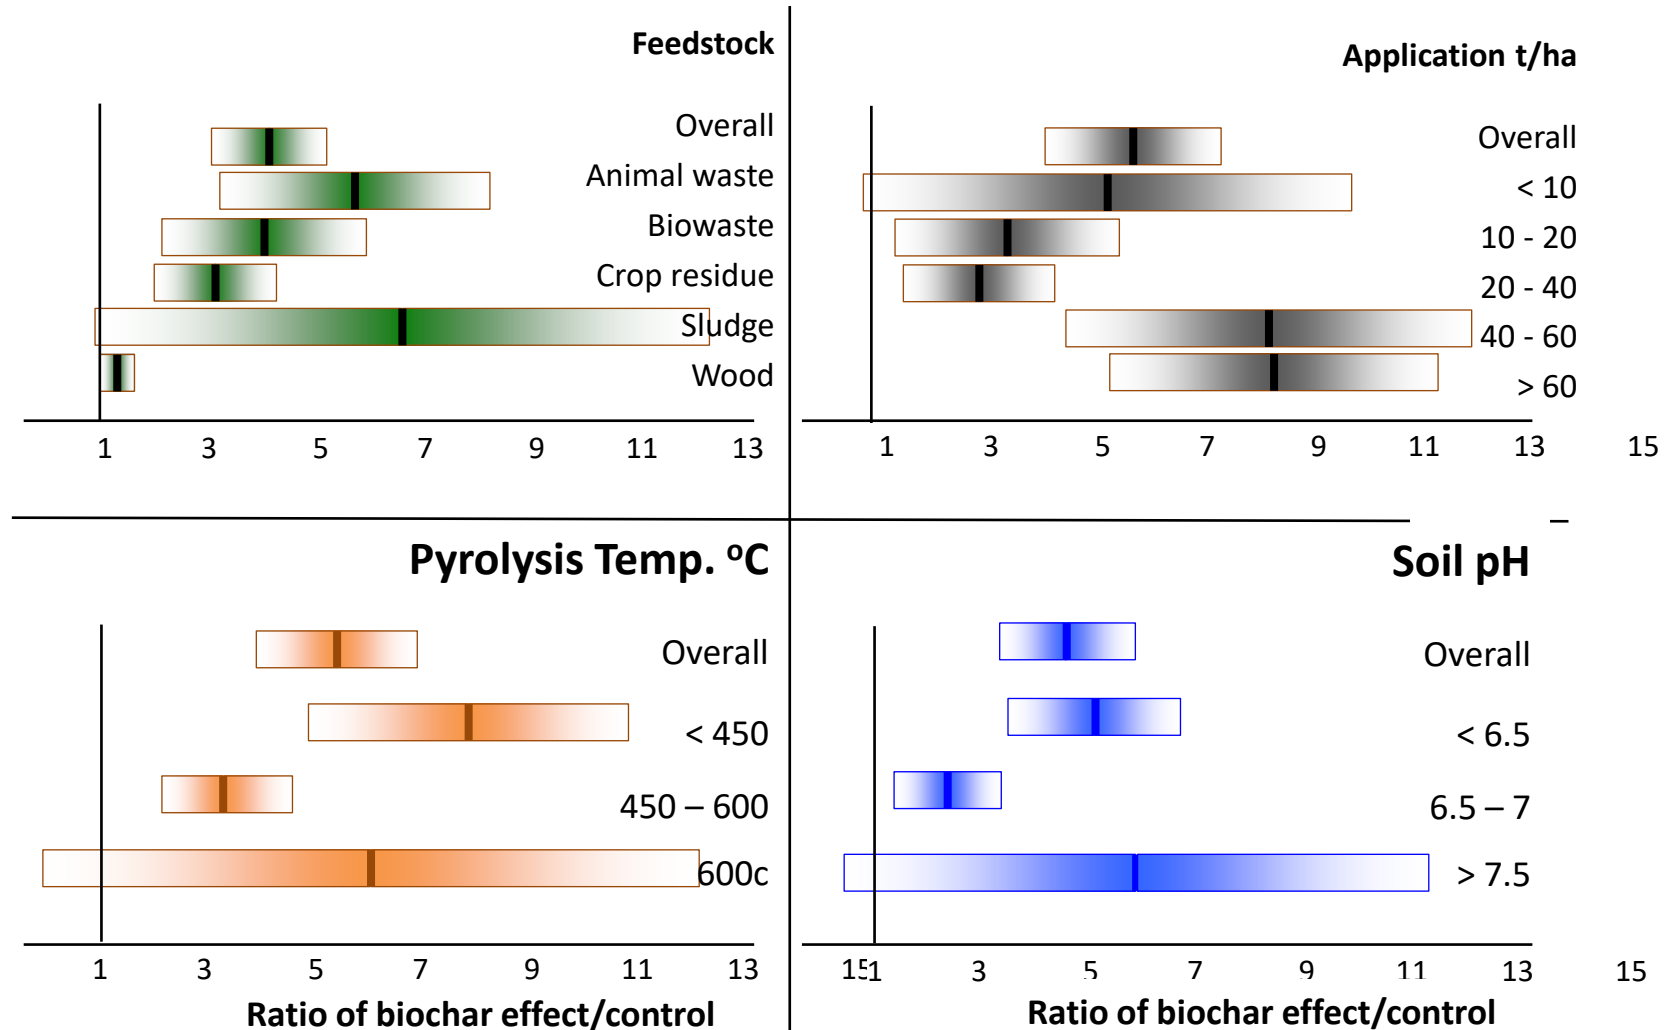 Feedstock
Overall
Animal waste
Biowaste
Crop residue
Sludge
Wood
1 3 5 7 9 11 13
Application t/ha
Overall
< 10
10 - 20
20 - 40
40 - 60
> 60
1 3 5 7 9 11 13 15
Pyrolysis Temp. ºC
Overall
< 450
450 – 600
600c
1 3 5 7 9 11 13 15
Ratio of biochar effect/control
Soil pH
Overall
< 6.5
6.5 – 7
> 7.5
1 3 5 7 9 11 13 15
Ratio of biochar effect/control